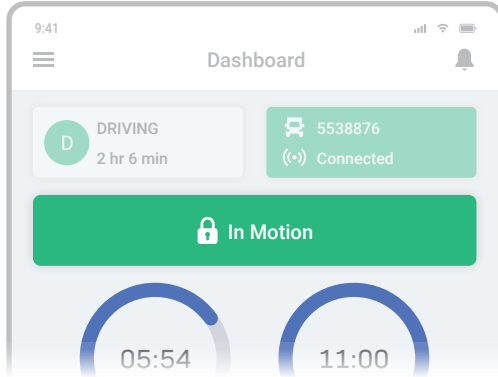 9:41
Dashboard
D
DRIVING
2 hr 6 min
5538876
Connected
In Motion
05:54
11:00